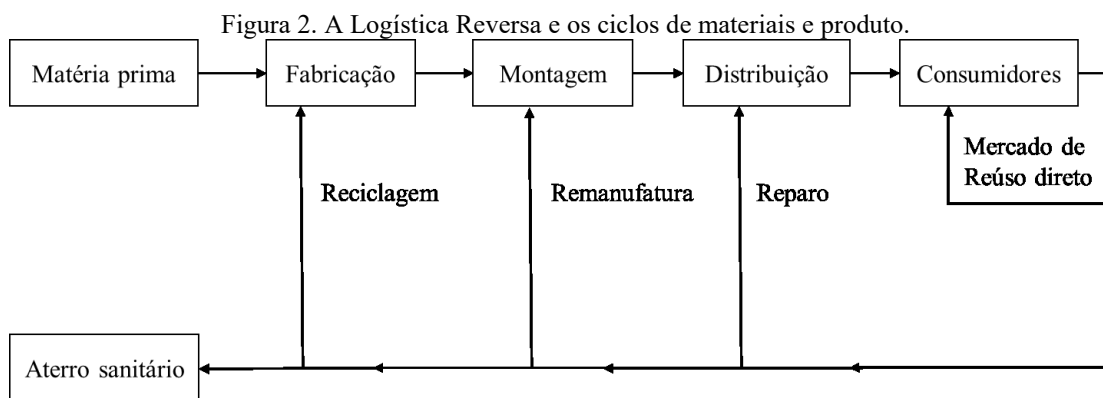 Figura 2. A Logística Reversa e os ciclos de materiais e produto.
Matéria prima
Fabricação
Montagem
Distribuição
Consumidores
Reciclagem
Remanufatura
Reparo
Mercado de
Reúso direto
Aterro sanitário